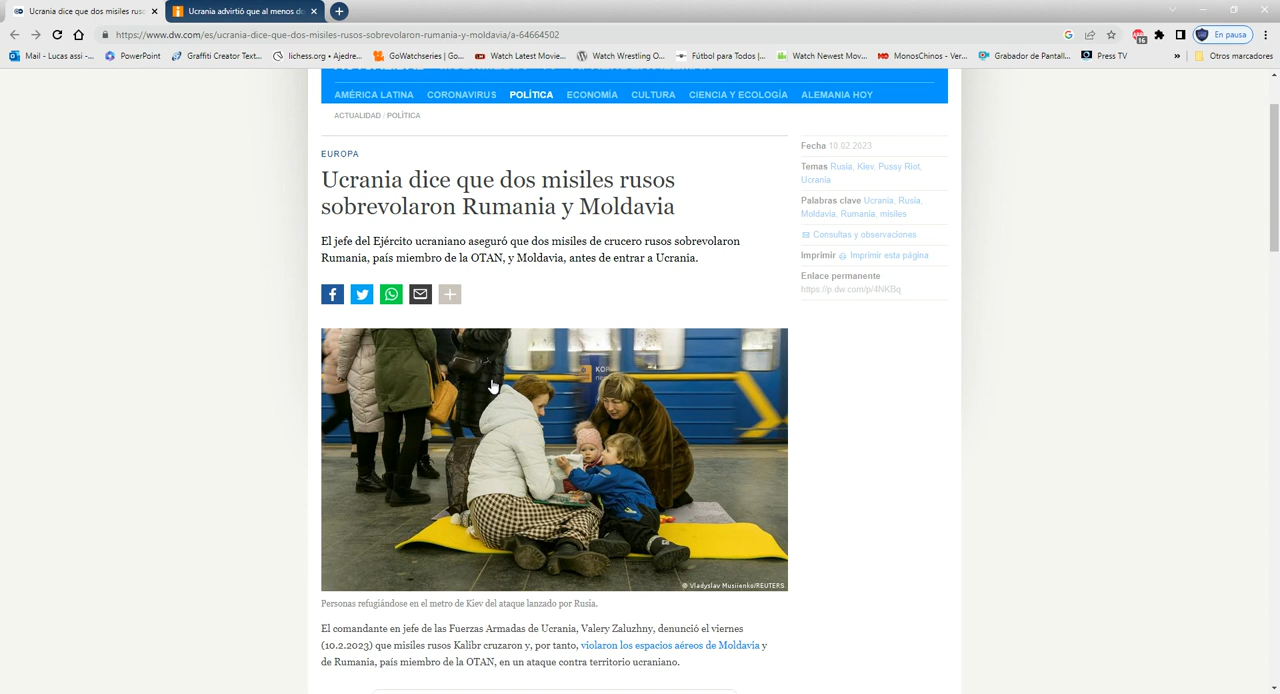 Ucrania dice que dos misiles ruso
Ucrania advirtió que al menos do
https://www.dw.com/es/ucrania-dice-que-dos-misiles-rusos-sobrevolaron-rumania-y-moldavia/a-64664502
16
En pausa
Mail - Lucas assi -...
PowerPoint
Graffiti Creator Text...
lichess.org • Ajedre...
GoWatchseries | Go...
Watch Latest Movie...
Watch Wrestling O...
Fútbol para Todos |...
Watch Newest Mov...
MonosChinos - Ver...
Grabador de Pantall...
Press TV
»
Otros marcadores
AMÉRICA LATINA
CORONAVIRUS
POLÍTICA
ECONOMÍA
CULTURA
CIENCIA Y ECOLOGÍA
ALEMANIA HOY
ACTUALIDAD / POLÍTICA
EUROPA
Ucrania dice que dos misiles rusos
sobrevolaron Rumania y Moldavia
El jefe del Ejército ucraniano aseguró que dos misiles de crucero rusos sobrevolaron
Rumania, país miembro de la OTAN, y Moldavia, antes de entrar a Ucrania.
© Vladyslav Musiienko/REUTERS
Personas refugiándose en el metro de Kiev del ataque lanzado por Rusia.
El comandante en jefe de las Fuerzas Armadas de Ucrania, Valery Zaluzhny, denunció el viernes
(10.2.2023) que misiles rusos Kalibr cruzaron y, por tanto, violaron los espacios aéreos de Moldavia y
de Rumania, país miembro de la OTAN, en un ataque contra territorio ucraniano.
Fecha 10.02.2023
Temas Rusia, Kiev, Pussy Riot,
Ucrania
Palabras clave Ucrania, Rusia,
Moldavia, Rumania, misiles
Consultas y observaciones
Imprimir Imprimir esta página
Enlace permanente
https://p.dw.com/p/4NKBq